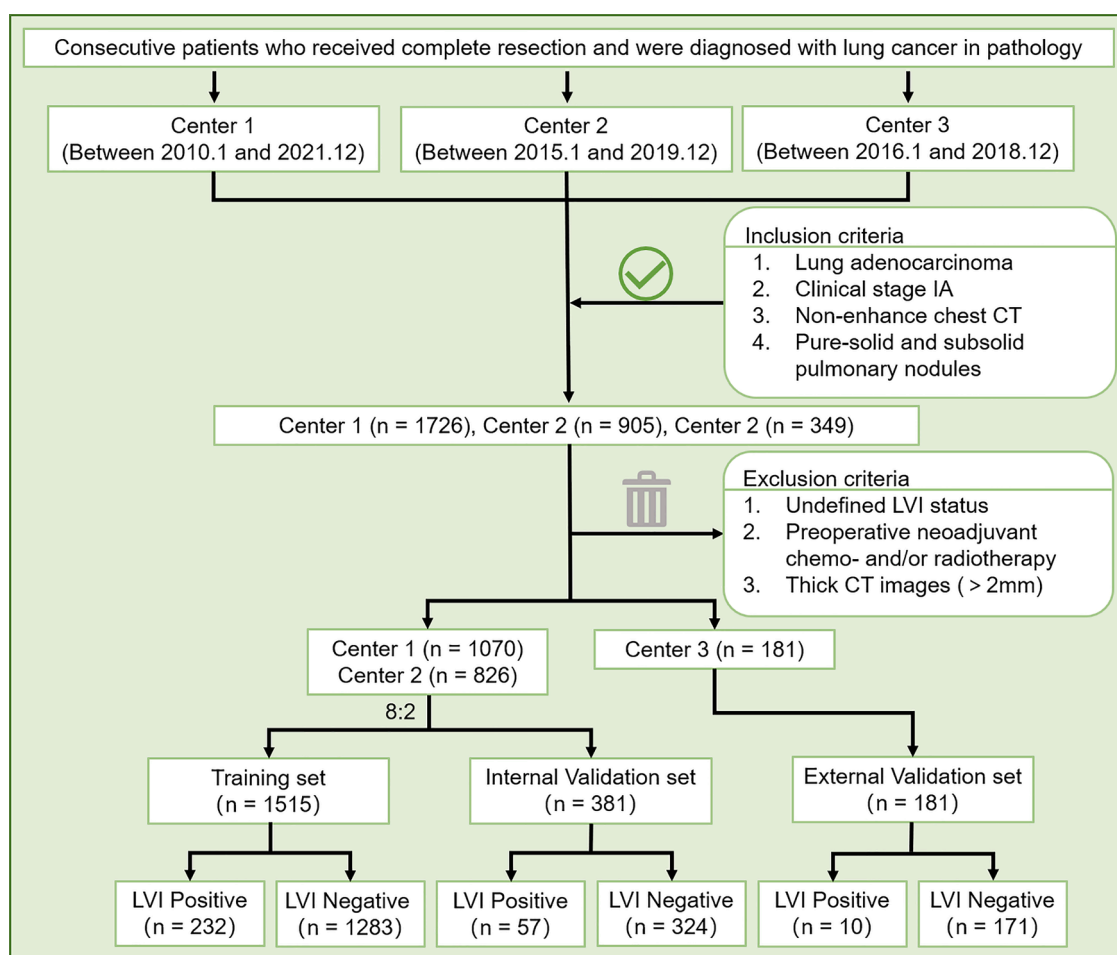 Consecutive patients who received complete resection and were diagnosed with lung cancer in pathology
Center 1
(Between 2010.1 and 2021.12)
Center 2
(Between 2015.1 and 2019.12)
Center 3
(Between 2016.1 and 2018.12)
Inclusion criteria
1. Lung adenocarcinoma
2. Clinical stage IA
3. Non-enhance chest CT
4. Pure-solid and subsolid
pulmonary nodules
Center 1 (n = 1726), Center 2 (n = 905), Center 2 (n = 349)
Exclusion criteria
1. Undefined LVI status
2. Preoperative neoadjuvant
chemo- and/or radiotherapy
3. Thick CT images (> 2mm)
Center 1 (n = 1070)
Center 2 (n = 826)
Center 3 (n = 181)
8:2
Training set
(n = 1515)
Internal Validation set
(n = 381)
External Validation set
(n = 181)
LVI Positive
(n = 232)
LVI Negative
(n = 1283)
LVI Positive
(n = 57)
LVI Negative
(n = 324)
LVI Positive
(n = 10)
LVI Negative
(n = 171)